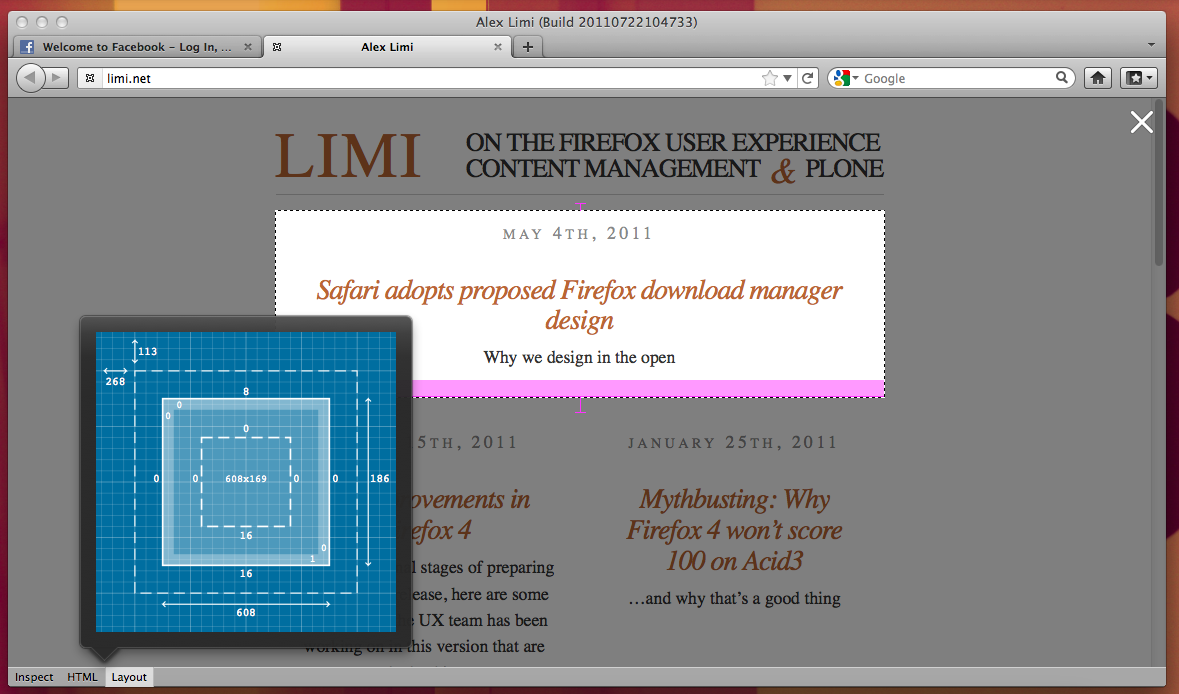 Alex Limi (Build 20110722104733)
Welcome to Facebook – Log In, ...
Alex Limi
limi.net
Google
LIMI
ON THE FIREFOX USER EXPERIENCE
CONTENT MANAGEMENT & PLONE
MAY 4TH, 2011
Safari adopts proposed Firefox download manager
design
Why we design in the open
113
268
8
0
0
0
0
0
608x169
0
0
186
16
0
1
16
608
5TH, 2011
ovements in
efox 4
l stages of preparing
ease, here are some
UX team has been
working on in this version that are
JANUARY 25TH, 2011
Mythbusting: Why
Firefox 4 won’t score
100 on Acid3
…and why that’s a good thing
Inspect HTML Layout